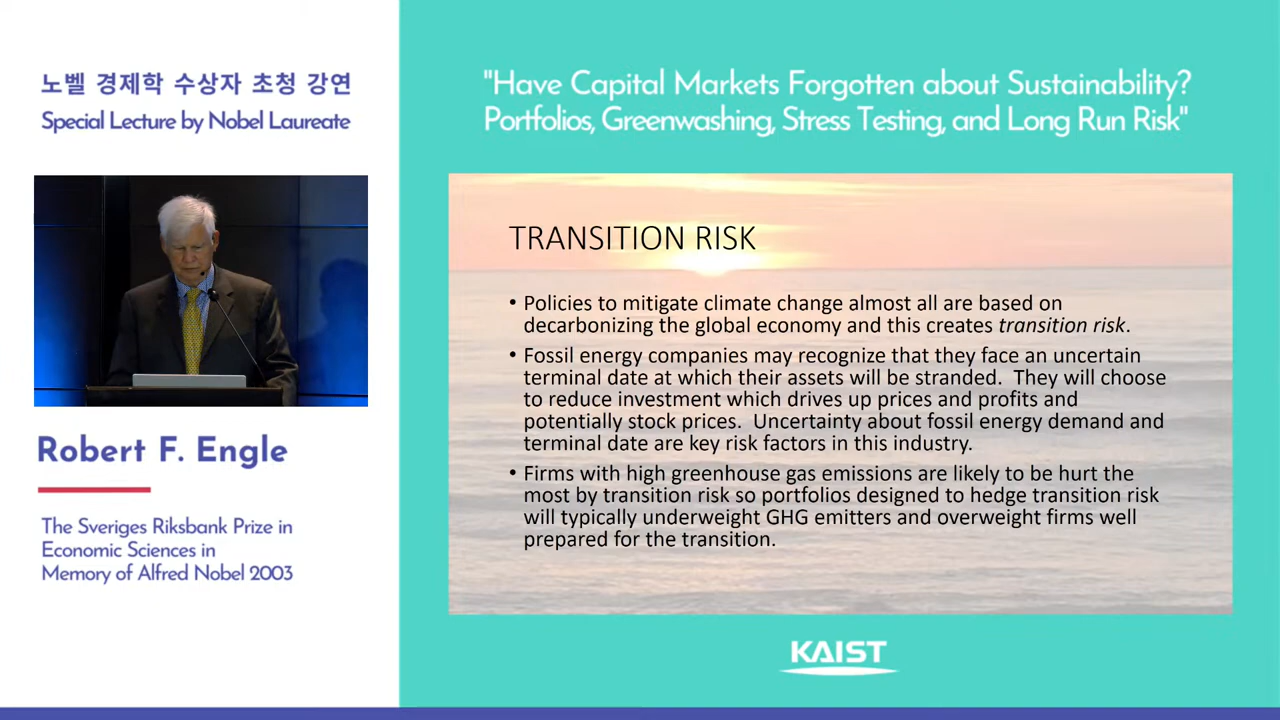 노벨 경제학 수상자 초청 강연
Special Lecture by Nobel Laureate
Robert F. Engle
The Sveriges Riksbank Prize in
Economic Sciences in
Memory of Alfred Nobel 2003
"Have Capital Markets Forgotten about Sustainability?
Portfolios, Greenwashing, Stress Testing, and Long Run Risk"
TRANSITION RISK
• Policies to mitigate climate change almost all are based on
decarbonizing the global economy and this creates transition risk.
• Fossil energy companies may recognize that they face an uncertain
terminal date at which their assets will be stranded. They will choose
to reduce investment which drives up prices and profits and
potentially stock prices. Uncertainty about fossil energy demand and
terminal date are key risk factors in this industry.
• Firms with high greenhouse gas emissions are likely to be hurt the
most by transition risk so portfolios designed to hedge transition risk
will typically underweight GHG emitters and overweight firms well
prepared for the transition.
KAIST